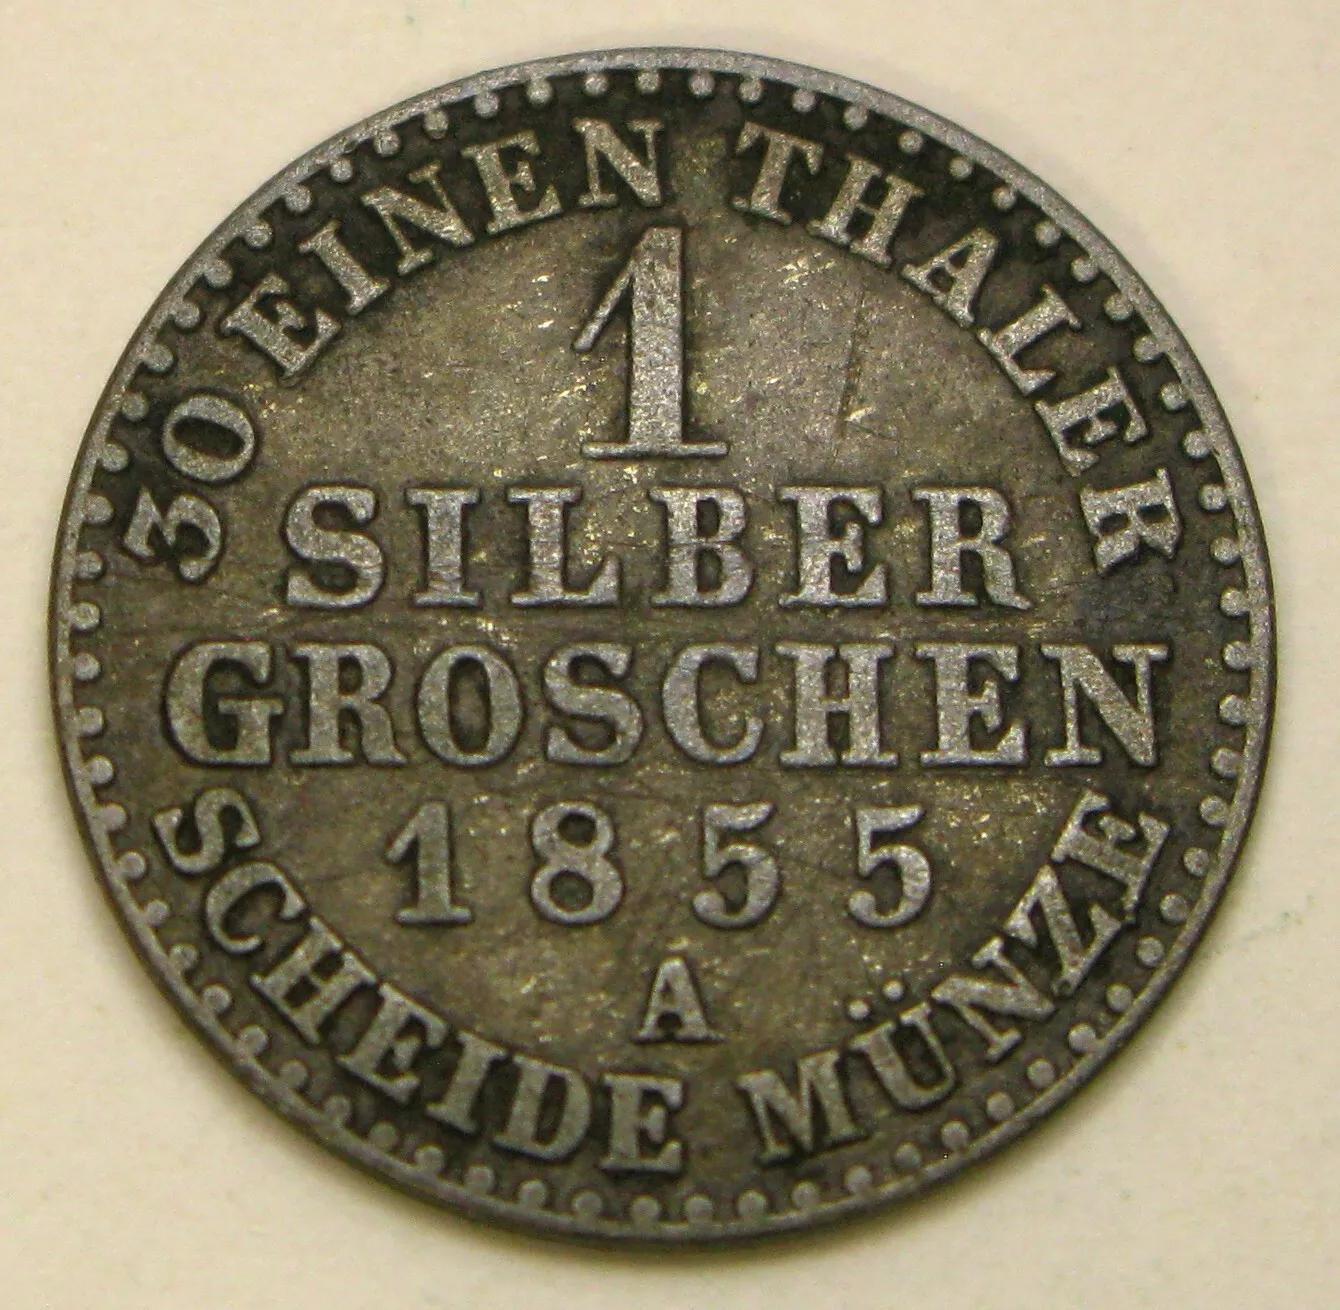 30 EINEN THALER
1
SILBER
GROSCHEN
1855
A
SCHEIDE MÜNZE